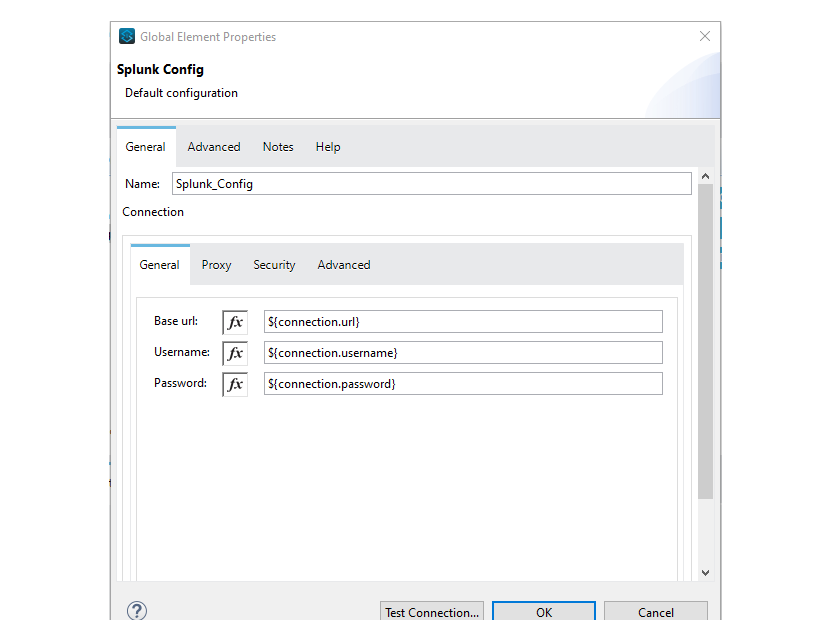 Global Element Properties
Splunk Config
Default configuration
General Advanced Notes Help
Name: Splunk_Config
Connection
General Proxy Security Advanced
Base url: fx ${connection.url}
Username: fx ${connection.username}
Password: fx ${connection.password}
? Test Connection... OK Cancel